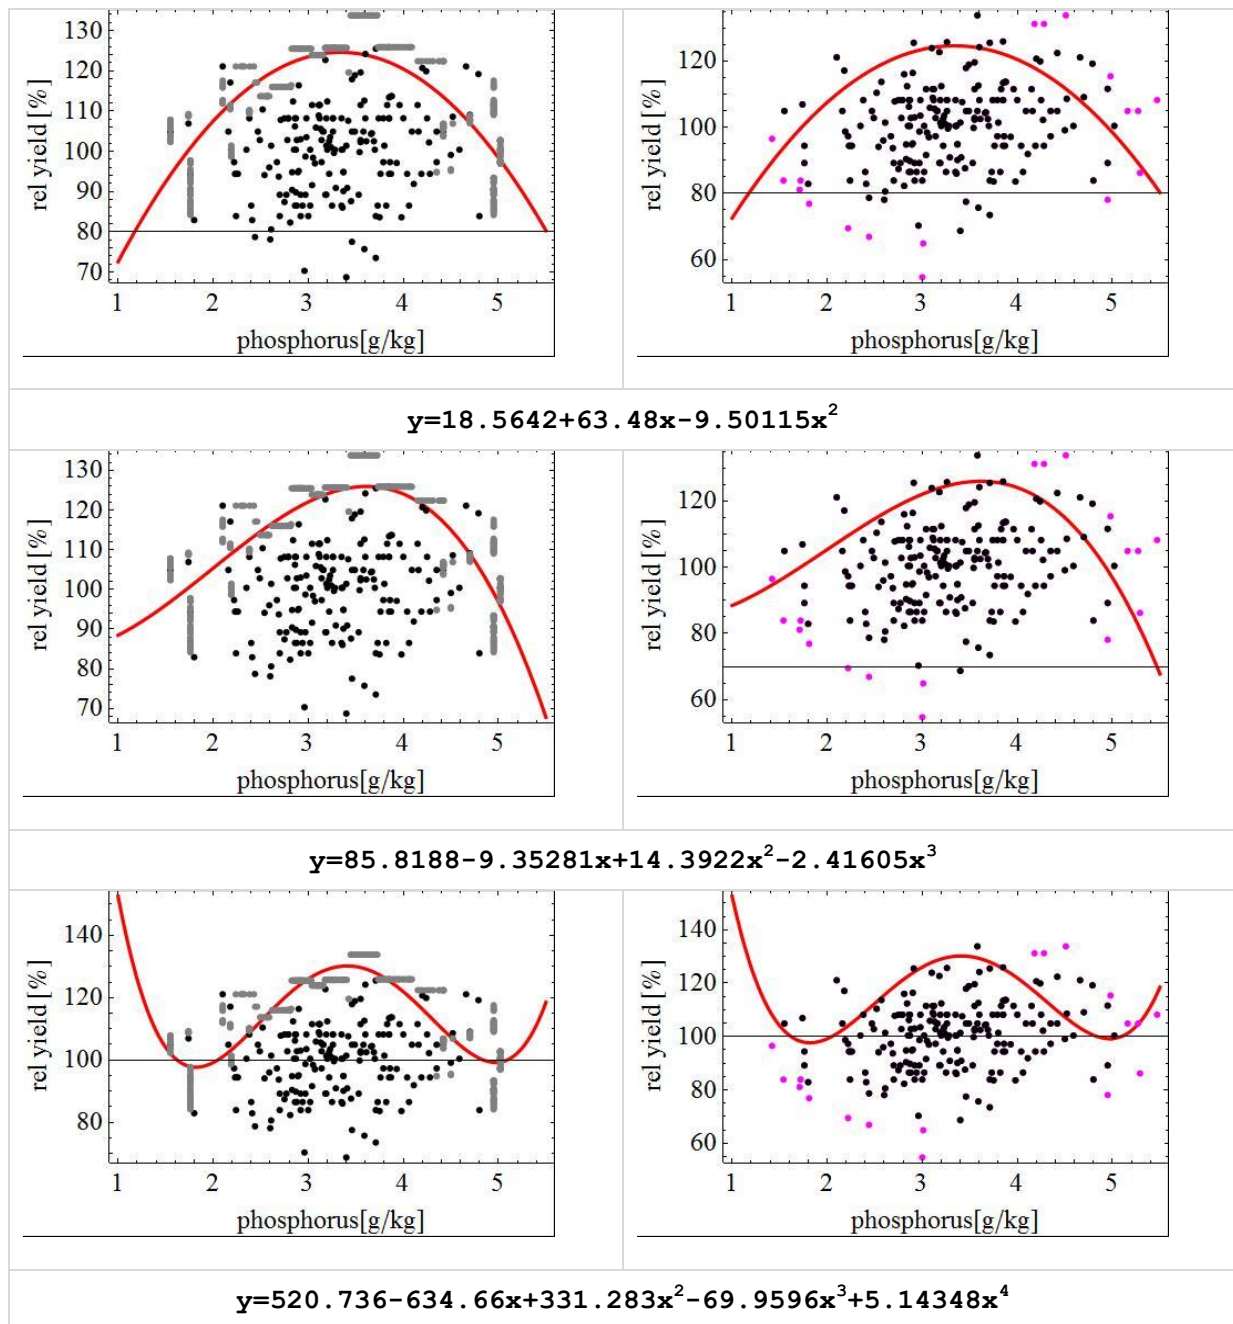 130
120
110
100
90
80
70
rel yield [%]
1 2 3 4 5
phosphorus[g/kg]
120
100
80
60
rel yield [%]
1 2 3 4 5
phosphorus[g/kg]
y=18.5642+63.48x-9.50115x²
130
120
110
100
90
80
70
rel yield [%]
1 2 3 4 5
phosphorus[g/kg]
120
100
80
60
rel yield [%]
1 2 3 4 5
phosphorus[g/kg]
y=85.8188-9.35281x+14.3922x²-2.41605x³
140
120
100
80
rel yield [%]
1 2 3 4 5
phosphorus[g/kg]
140
120
100
80
60
rel yield [%]
1 2 3 4 5
phosphorus[g/kg]
y=520.736-634.66x+331.283x²-69.9596x³+5.14348x⁴